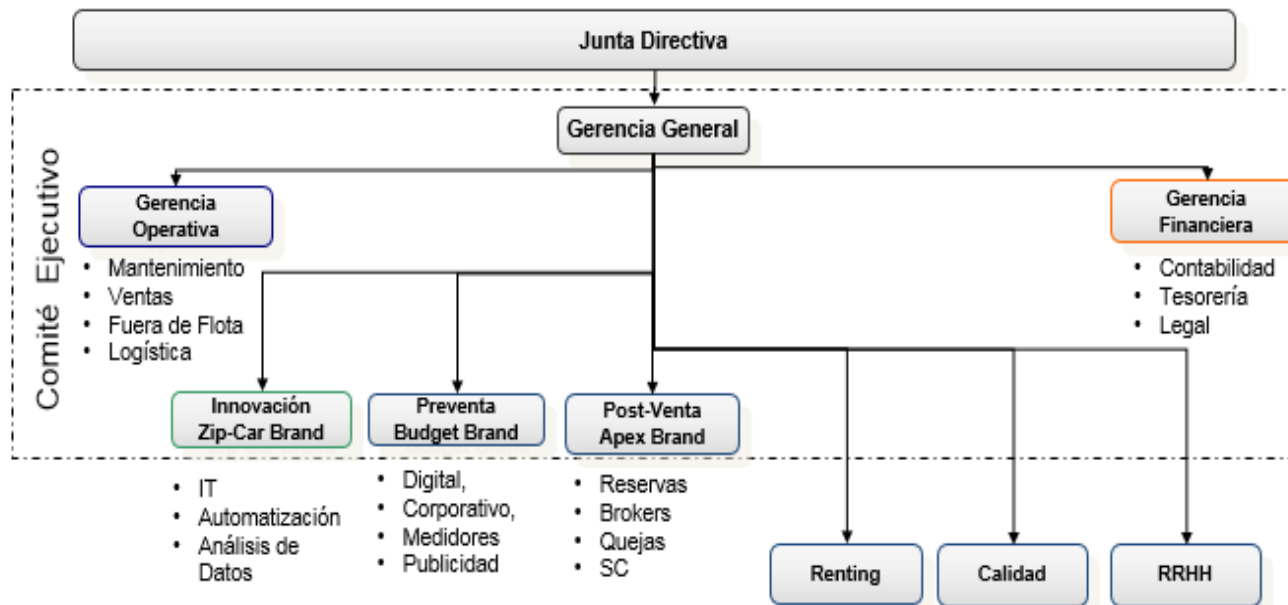 Junta Directiva
Comité Ejecutivo
Gerencia General
Gerencia
Operativa
• Mantenimiento
• Ventas
• Fuera de Flota
• Logística
Gerencia
Financiera
• Contabilidad
• Tesorería
• Legal
Innovación
Zip-Car Brand
• IT
• Automatización
• Análisis de
Datos
Preventa
Budget Brand
• Digital,
• Corporativo,
• Medidores
• Publicidad
Post-Venta
Apex Brand
• Reservas
• Brokers
• Quejas
• SC
Renting
Calidad
RRHH